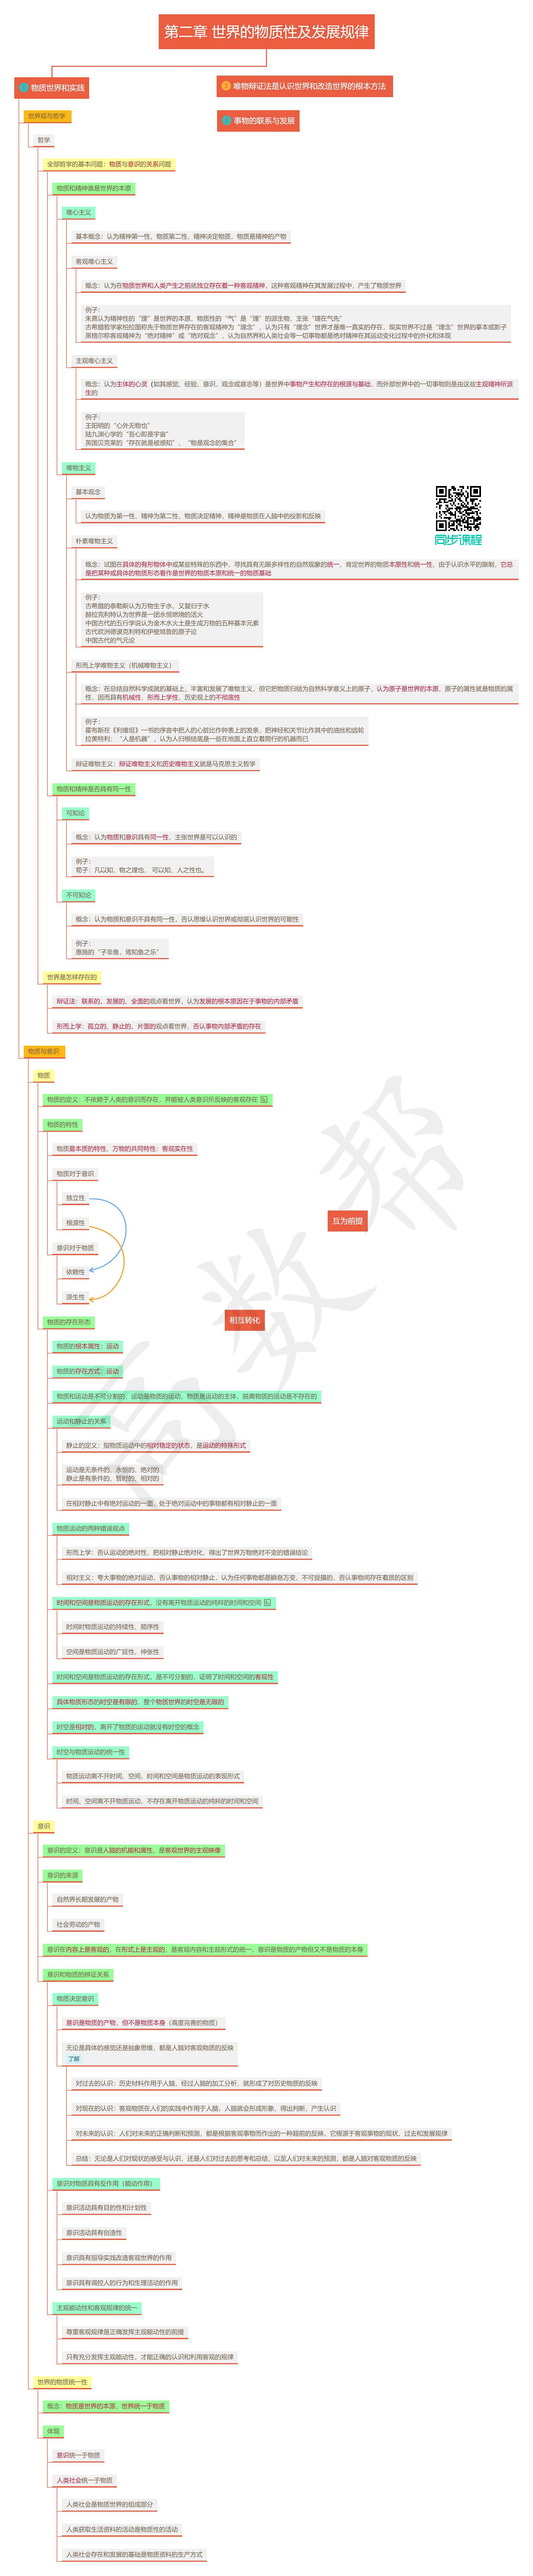 第二章 世界的物质性及发展规律
1 物质世界和实践
3 唯物辩证法是认识世界和改造世界的根本方法
2 事物的联系与发展
世界观与哲学
哲学
全部哲学的基本问题：物质与意识的关系问题
物质和精神谁是世界的本原
唯心主义
基本概念：认为精神第一性，物质第二性，精神决定物质，物质是精神的产物
客观唯心主义
概念：认为在物质世界和人类产生之前就独立存在着一种客观精神，这种客观精神在其发展过程中，产生了物质世界
例子：
朱熹认为精神性的“理”是世界的本原，物质性的“气”是“理”的派生物，主张“理在气先”
古希腊哲学家柏拉图称先于物质世界存在的客观精神为“理念”，认为只有“理念”世界才是唯一真实的存在，现实世界不过是“理念”世界的摹本或影子
黑格尔称客观精神为“绝对精神”或“绝对观念”，认为自然界和人类社会等一切事物都是绝对精神在其运动变化过程中的外化和体现
主观唯心主义
概念：认为主体的心灵（如其感觉、经验、意识、观念或意志等）是世界中事物产生和存在的根源与基础，而外部世界中的一切事物则是由这些主观精神所派
生的
例子：
王阳明的“心外无物也”
陆九渊心学的“吾心即是宇宙”
英国贝克莱的“存在就是被感知”、“物是观念的集合”
唯物主义
基本观念
认为物质为第一性，精神为第二性，物质决定精神，精神是物质在人脑中的投影和反映
同步课程
朴素唯物主义
概念：试图在具体的有形物体中或某些特殊的东西中，寻找具有无限多样性的自然现象的统一，肯定世界的物质本原性和统一性，由于认识水平的限制，它总
是把某种或具体的物质形态看作是世界的物质本原和统一的物质基础
例子：
古希腊的泰勒斯认为万物生于水，又复归于水
赫拉克利特认为世界是一团永恒燃烧的活火
中国古代的五行学说认为金木水火土是生成万物的五种基本元素
古代欧洲德谟克利特和伊壁鸠鲁的原子论
中国古代的气元论
形而上学唯物主义（机械唯物主义）
概念：在总结自然科学成就的基础上，丰富和发展了唯物主义，但它把物质归结为自然科学意义上的原子，认为原子是世界的本原，原子的属性就是物质的属
性，因而具有机械性，形而上学性，历史观上的不彻底性
例子：
霍布斯在《利维坦》一书的序言中把人的心脏比作钟表上的发条，把神经和关节比作其中的油丝和齿轮
拉美特利：“人是机器”，认为人归根结底是一些在地面上直立着爬行的机器而已
辩证唯物主义：辩证唯物主义和历史唯物主义就是马克思主义哲学
物质和精神是否具有同一性
可知论
概念：认为物质和意识具有同一性，主张世界是可以认识的
例子：
荀子：凡以知，物之理也，可以知，人之性也。
不可知论
概念：认为物质和意识不具有同一性，否认思维认识世界或彻底认识世界的可能性
例子：
惠施的“子非鱼，焉知鱼之乐”
世界是怎样存在的
辩证法：联系的、发展的、全面的观点看世界，认为发展的根本原因在于事物的内部矛盾
形而上学：孤立的、静止的、片面的观点看世界，否认事物内部矛盾的存在
物质与意识
物质
物质的定义：不依赖于人类的意识而存在，并能被人类意识所反映的客观存在
物质的特性
物质最本质的特性，万物的共同特性：客观实在性
物质对于意识
独立性
根源性
互为前提
意识对于物质
依赖性
派生性
相互转化
物质的存在形态
物质的根本属性：运动
物质的存在方式：运动
物质和运动是不可分割的：运动是物质的运动，物质是运动的主体，脱离物质的运动是不存在的
运动和静止的关系
静止的定义：指物质运动中的相对稳定的状态，是运动的特殊形式
运动是无条件的、永恒的、绝对的
静止是有条件的、暂时的、相对的
在相对静止中有绝对运动的一面，处于绝对运动中的事物都有相对静止的一面
物质运动的两种错误观点
形而上学：否认运动的绝对性，把相对静止绝对化，得出了世界万物绝对不变的错误结论
相对主义：夸大事物的绝对运动，否认事物的相对静止，认为任何事物都是瞬息万变、不可捉摸的，否认事物间存在着质的区别
时间和空间是物质运动的存在形式，没有离开物质运动的纯粹的时间和空间
时间时物质运动的持续性，顺序性
空间是物质运动的广延性、伸张性
时间和空间是物质运动的存在形式，是不可分割的，证明了时间和空间的客观性
具体物质形态的时空是有限的，整个物质世界的时空是无限的
时空是相对的，离开了物质的运动就没有时空的概念
时空与物质运动的统一性
物质运动离不开时间、空间，时间和空间是物质运动的表现形式
时间、空间离不开物质运动，不存在离开物质运动的纯粹的时间和空间
意识
意识的定义：意识是人脑的机能和属性，是客观世界的主观映像
意识的来源
自然界长期发展的产物
社会劳动的产物
意识在内容上是客观的，在形式上是主观的，是客观内容和主观形式的统一，意识是物质的产物但又不是物质的本身
意识和物质的辨证关系
物质决定意识
意识是物质的产物，但不是物质本身（高度完善的物质）
无论是具体的感觉还是抽象思维，都是人脑对客观物质的反映
了解
对过去的认识：历史材料作用于人脑，经过人脑的加工分析，就形成了对历史物质的反映
对现在的认识：客观物质在人们的实践中作用于人脑，人脑就会形成形象，得出判断，产生认识
对未来的认识：人们对未来的正确判断和预测，都是根据客观事物而作出的一种超前的反映，它根源于客观事物的现状、过去和发展规律
总结：无论是人们对现状的感受与认识，还是人们对过去的思考和总结，以至人们对未来的预测，都是人脑对客观物质的反映
意识对物质具有反作用（能动作用）
意识活动具有目的性和计划性
意识活动具有创造性
意识具有指导实践改造客观世界的作用
意识具有调控人的行为和生理活动的作用
主观能动性和客观规律的统一
尊重客观规律是正确发挥主观能动性的前提
只有充分发挥主观能动性，才能正确的认识和利用客观的规律
世界的物质统一性
概念：物质是世界的本原，世界统一于物质
体现
意识统一于物质
人类社会统一于物质
人类社会是物质世界的组成部分
人类获取生活资料的活动是物质性的活动
人类社会存在和发展的基础是物质资料的生产方式
高数帮